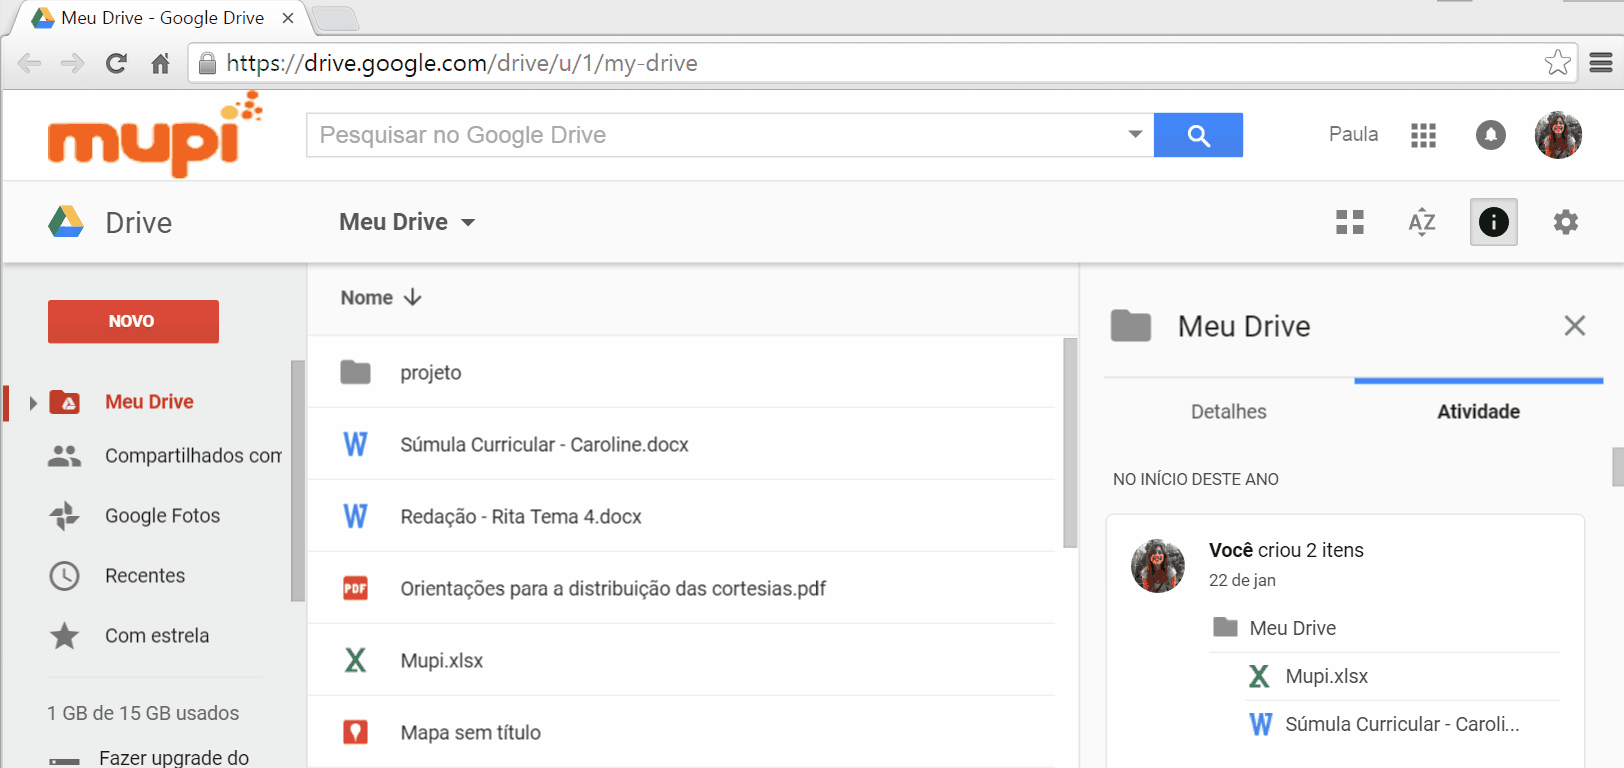 Meu Drive - Google Drive
https://drive.google.com/drive/u/1/my-drive
mupi
Pesquisar no Google Drive
Paula
Drive
Meu Drive
AZ
NOVO
Meu Drive
Compartilhados com
Google Fotos
Recentes
Com estrela
1 GB de 15 GB usados
Fazer upgrade do
Nome
projeto
W Súmula Curricular - Caroline.docx
W Redação - Rita Tema 4.docx
PDF Orientações para a distribuição das cortesias.pdf
X Mupi.xlsx
Mapa sem título
Meu Drive
Detalhes
Atividade
NO INÍCIO DESTE ANO
Você criou 2 itens
22 de jan
Meu Drive
X Mupi.xlsx
W Súmula Curricular - Caroli...